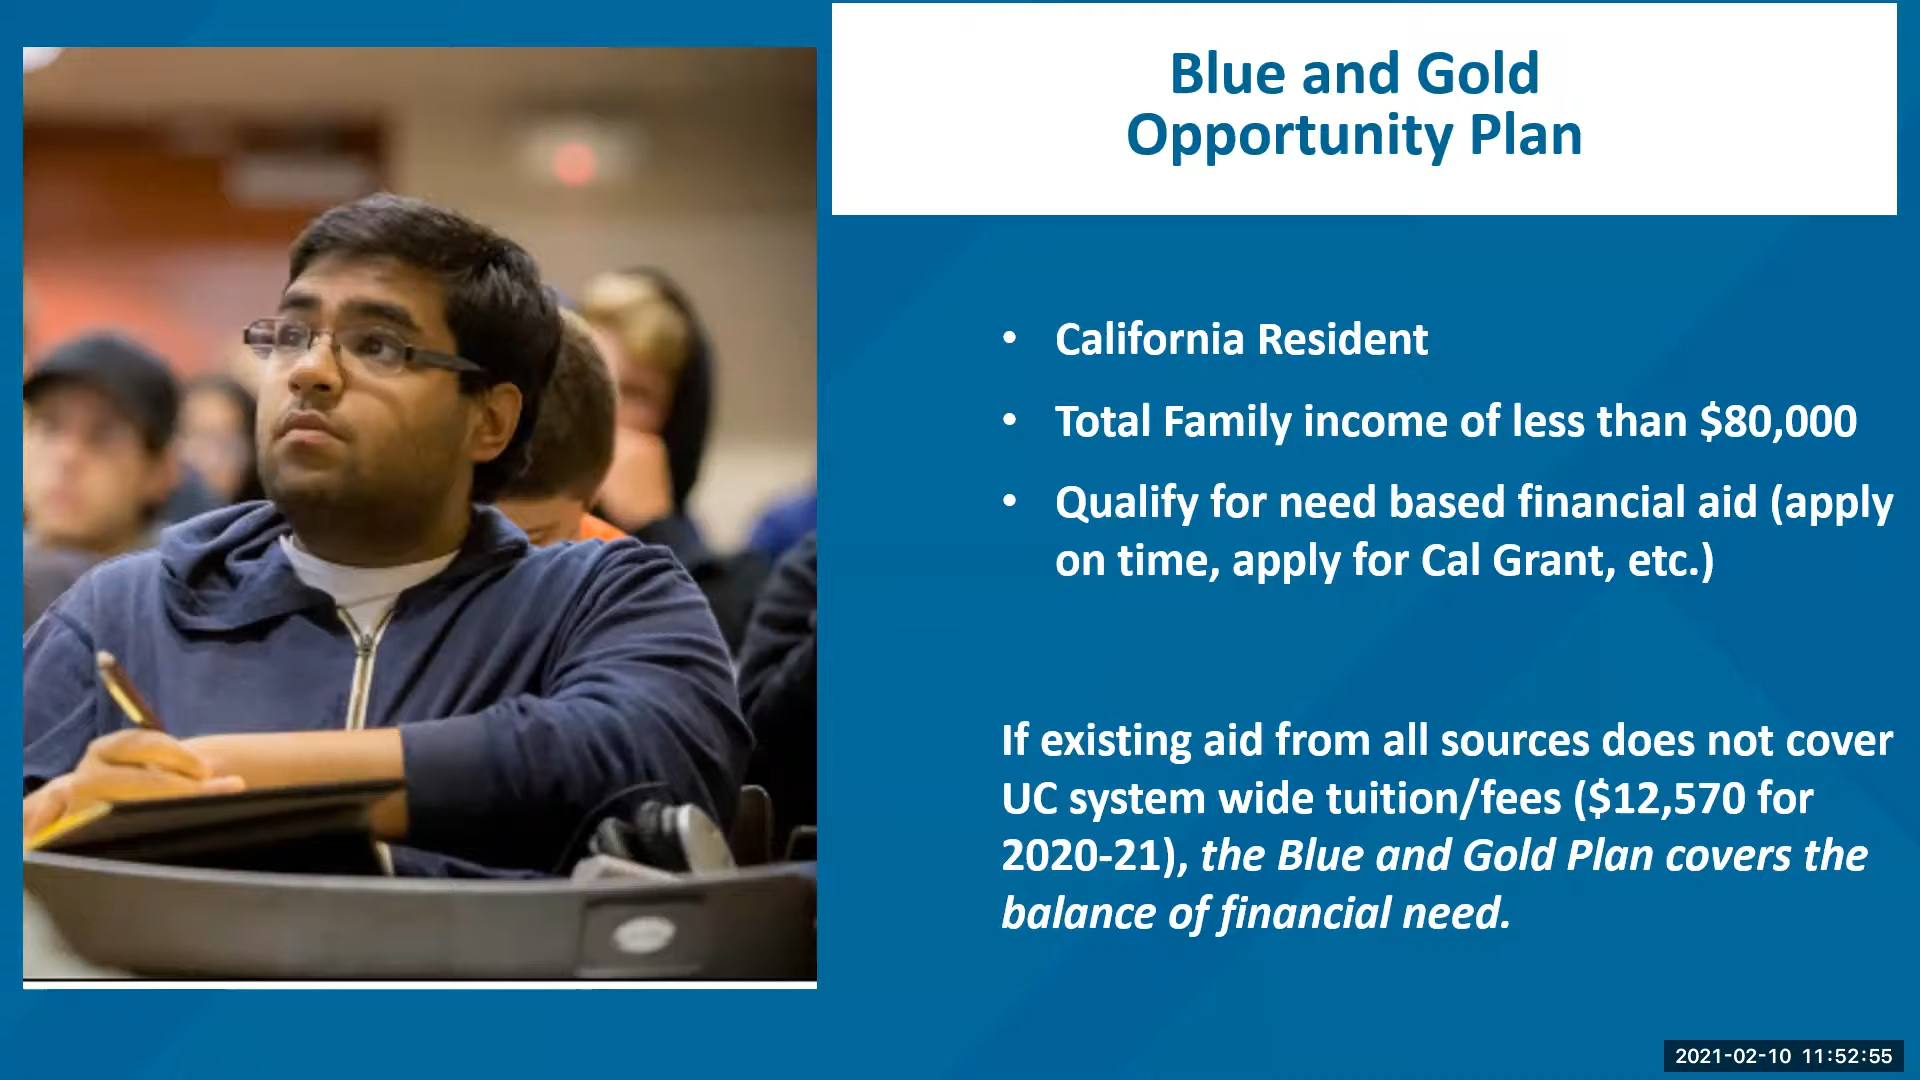 Blue and Gold
Opportunity Plan
• California Resident
• Total Family income of less than $80,000
• Qualify for need based financial aid (apply
on time, apply for Cal Grant, etc.)
If existing aid from all sources does not cover
UC system wide tuition/fees ($12,570 for
2020-21), the Blue and Gold Plan covers the
balance of financial need.
2021-02-10 11:52:55